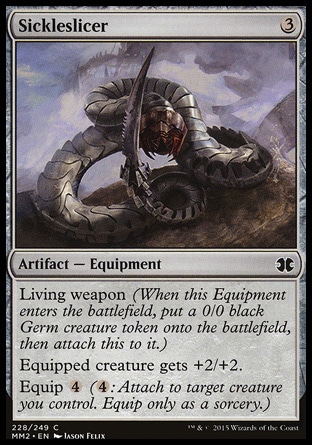 Sickleslicer 3
Artifact — Equipment
Living weapon (When this Equipment
enters the battlefield, put a 0/0 black
Germ creature token onto the battlefield,
then attach this to it.)
Equipped creature gets +2/+2.
Equip 4 (4: Attach to target creature
you control. Equip only as a sorcery.)
228/249 C
MM2 • EN Jason Felix
™ & © 2015 Wizards of the Coast